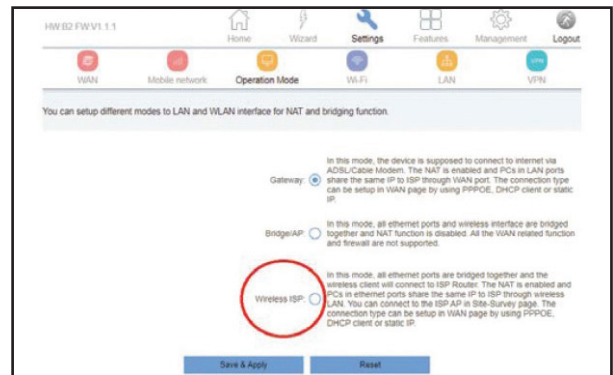 HW B2 FW V1.1.1
Home Wizard Settings Features Management Logout
WAN Mobile network Operation Mode Wi-Fi LAN VPN
You can setup different modes to LAN and WLAN interface for NAT and bridging function.
In this mode, the device is supposed to connect to internet via
ADSL/Cable Modem. The NAT is enabled and PCs in LAN ports
Gateway: share the same IP to ISP through WAN port. The connection type
can be setup in WAN page by using PPPOE, DHCP client or static
IP.
In this mode, all ethernet ports and wireless interface are bridged
Bridge/AP: together and NAT function is disabled. All the WAN related function
and firewall are not supported.
In this mode, all ethernet ports are bridged together and the
wireless client will connect to ISP Router. The NAT is enabled and
Wireless ISP: PCs in ethernet ports share the same IP to ISP through wireless
LAN. You can connect to the ISP AP in Site-Survey page. The
connection type can be setup in WAN page by using PPPOE,
DHCP client or static IP.
Save & Apply Reset